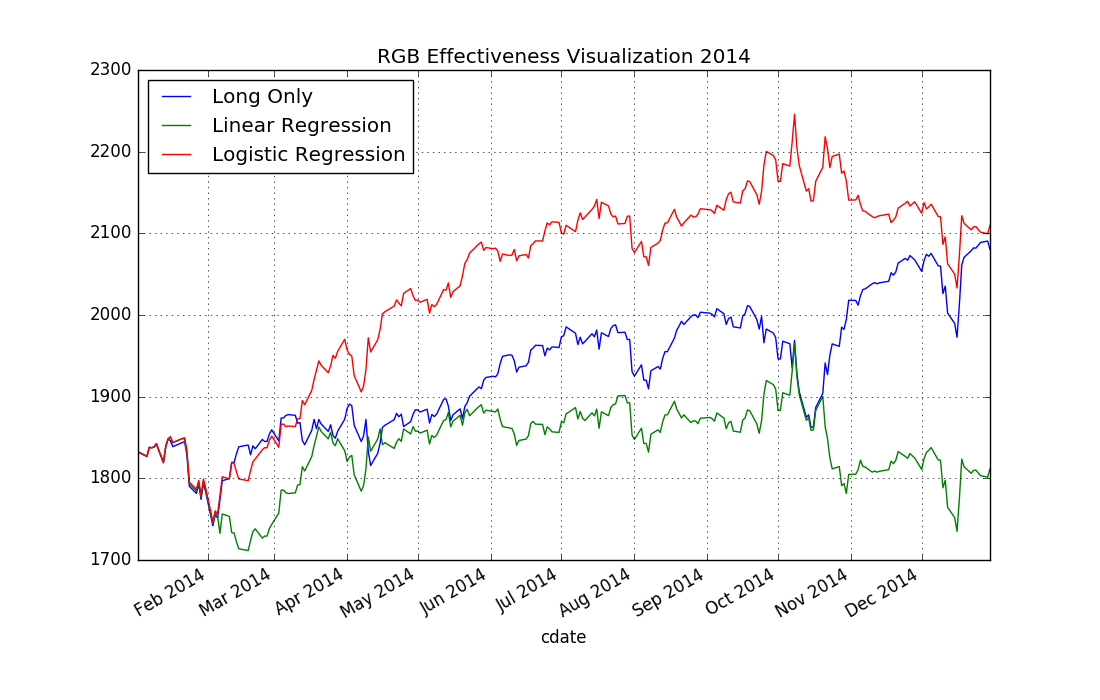 RGB Effectiveness Visualization 2014
2300
2200
2100
2000
1900
1800
1700
Long Only
Linear Regression
Logistic Regression
Feb 2014
Mar 2014
Apr 2014
May 2014
Jun 2014
Jul 2014
Aug 2014
Sep 2014
Oct 2014
Nov 2014
Dec 2014
cdate